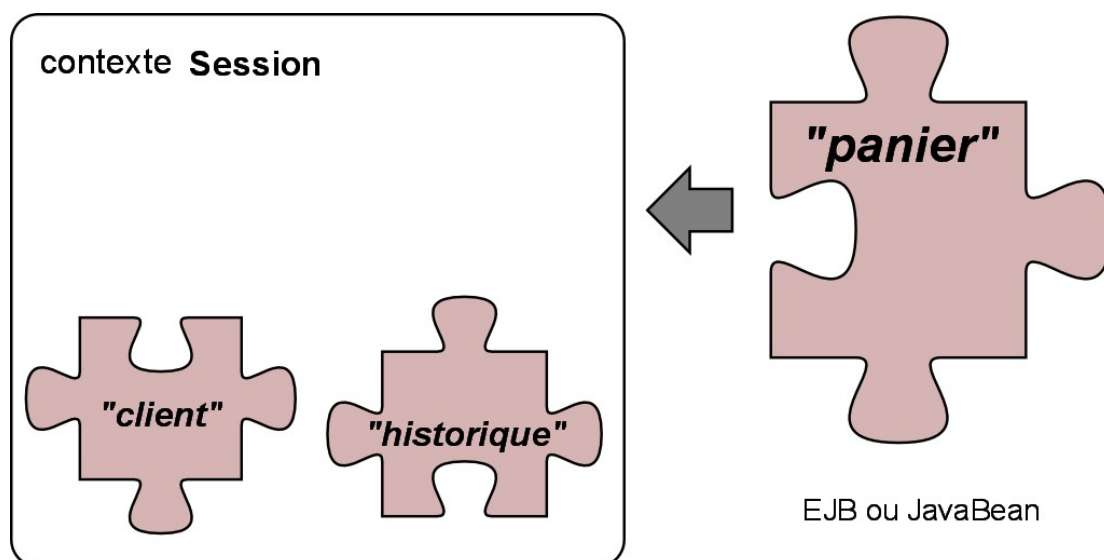 contexte Session
"panier"
"client"
"historique"
EJB ou JavaBean